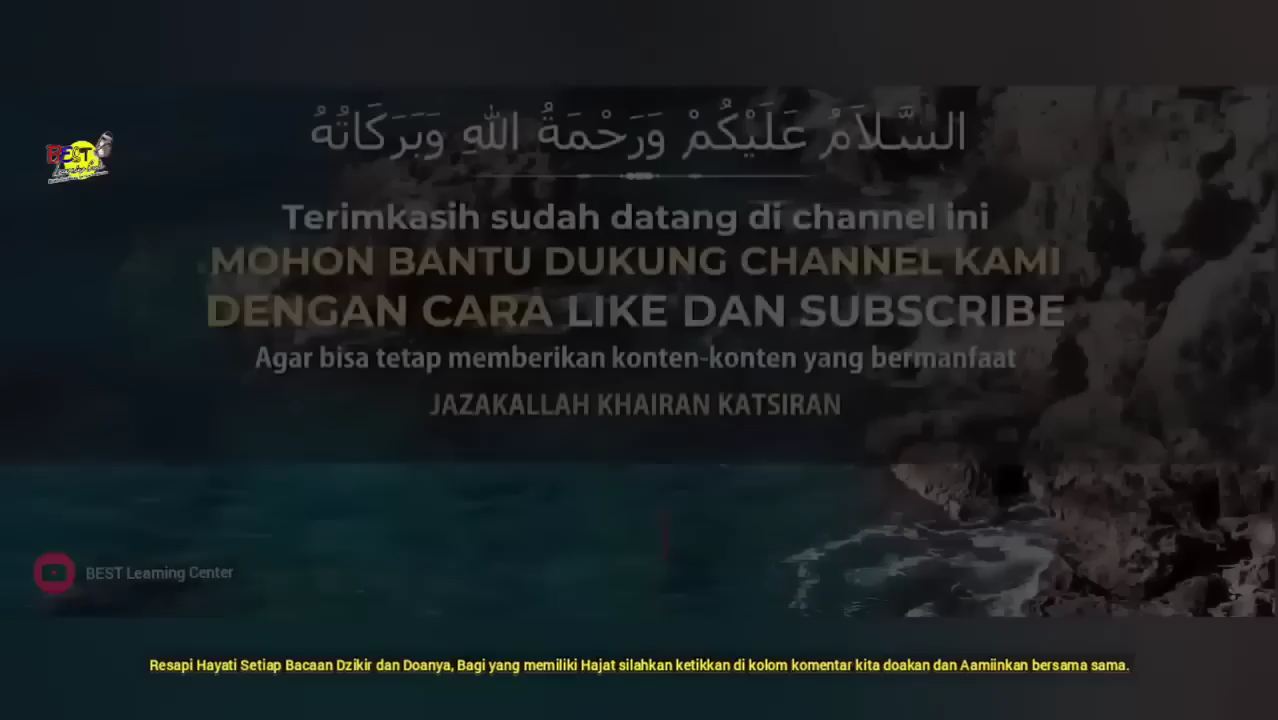 السَّلاَمُ عَلَيْكُمْ وَرَحْمَةُ اللهِ وَبَرَكَاتُهُ
BEST
Terimkasih sudah datang di channel ini
MOHON BANTU DUKUNG CHANNEL KAMI
DENGAN CARA LIKE DAN SUBSCRIBE
Agar bisa tetap memberikan konten-konten yang bermanfaat
JAZAKALLAH KHAIRAN KATSIRAN
BEST Learning Center
Resapi Hayati Setiap Bacaan Dzikir dan Doanya, Bagi yang memiliki Hajat silahkan ketikkan di kolom komentar kita doakan dan Aamiinkan bersama sama.